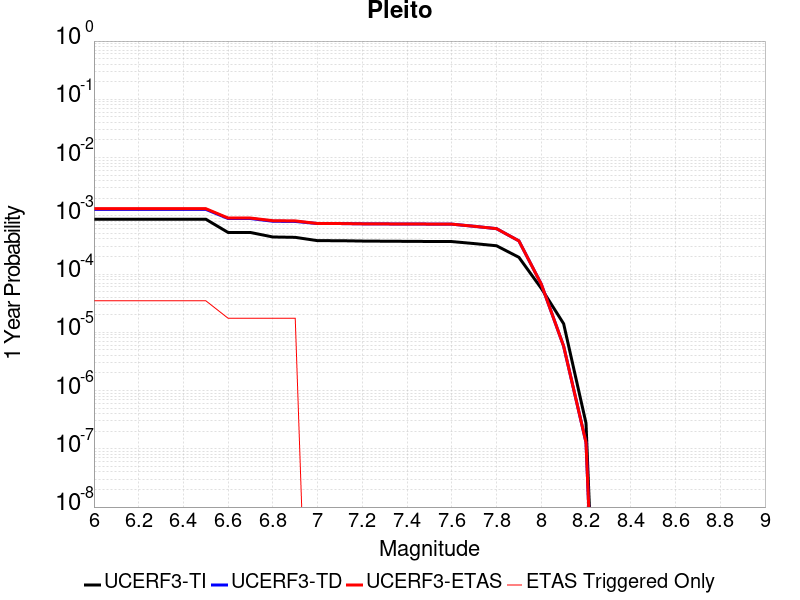 Pleito
10^0
10^-1
10^-2
10^-3
10^-4
10^-5
10^-6
10^-7
10^-8
1 Year Probability
6 6.2 6.4 6.6 6.8 7 7.2 7.4 7.6 7.8 8 8.2 8.4 8.6 8.8 9
Magnitude
UCERF3-TI UCERF3-TD UCERF3-ETAS ETAS Triggered Only